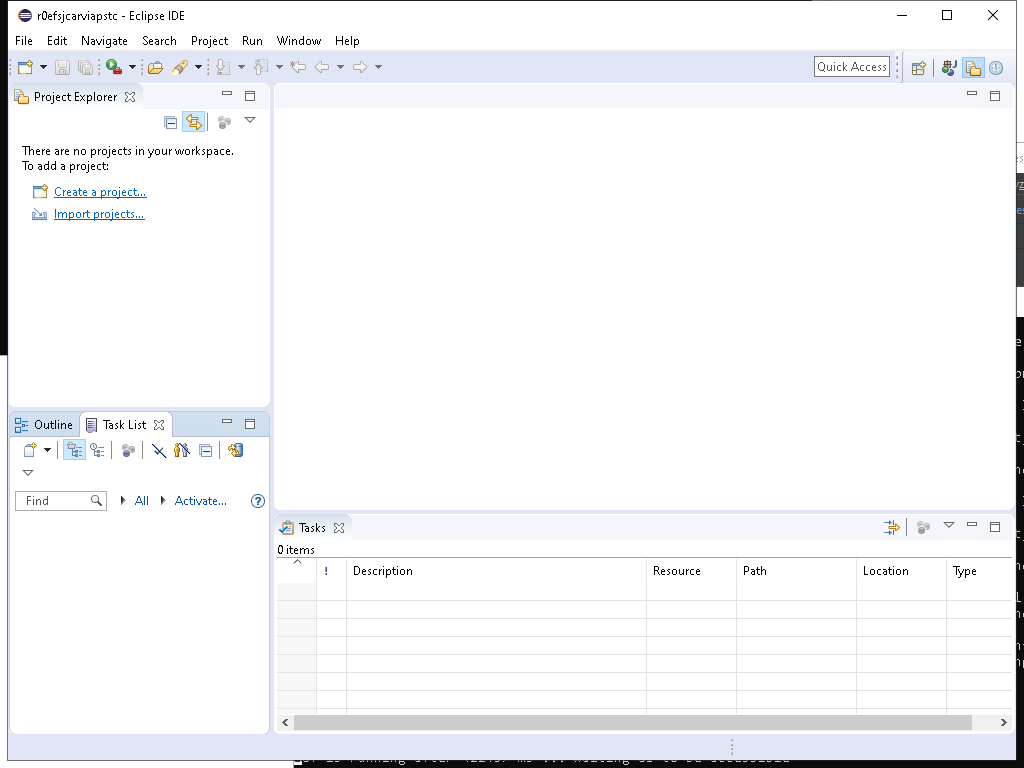 r0efsjcarviapstc - Eclipse IDE
File Edit Navigate Search Project Run Window Help
Quick Access
Project Explorer
There are no projects in your workspace.
To add a project:
Create a project...
Import projects...
Outline Task List
Find All Activate...
Tasks
0 items
! Description Resource Path Location Type